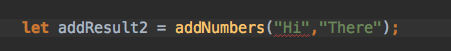 let addResult2 = addNumbers("Hi","There");